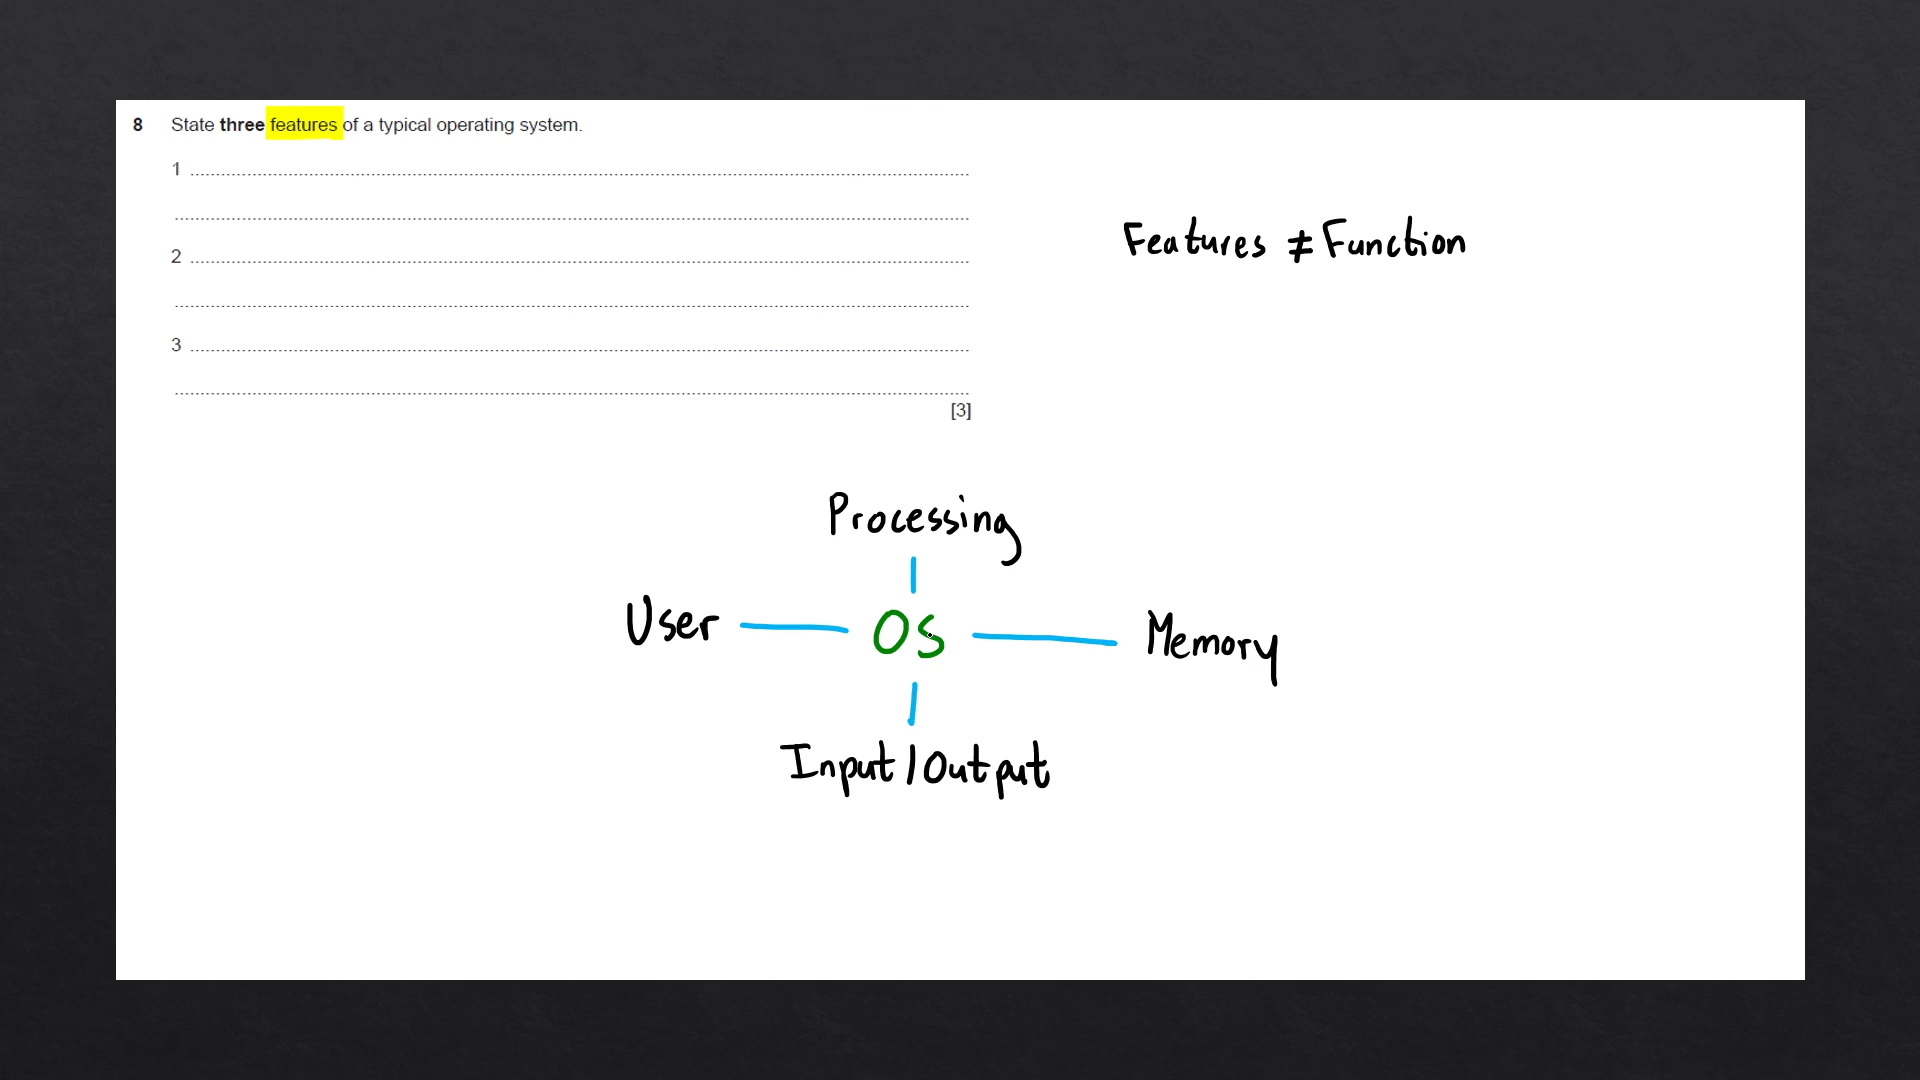 8 State three features of a typical operating system.
1 ................................................................
................................................................
2 ................................................................
................................................................
3 ................................................................
................................................................
[3]
Features ≠ Function
Processing
User OS Memory
Input/Output